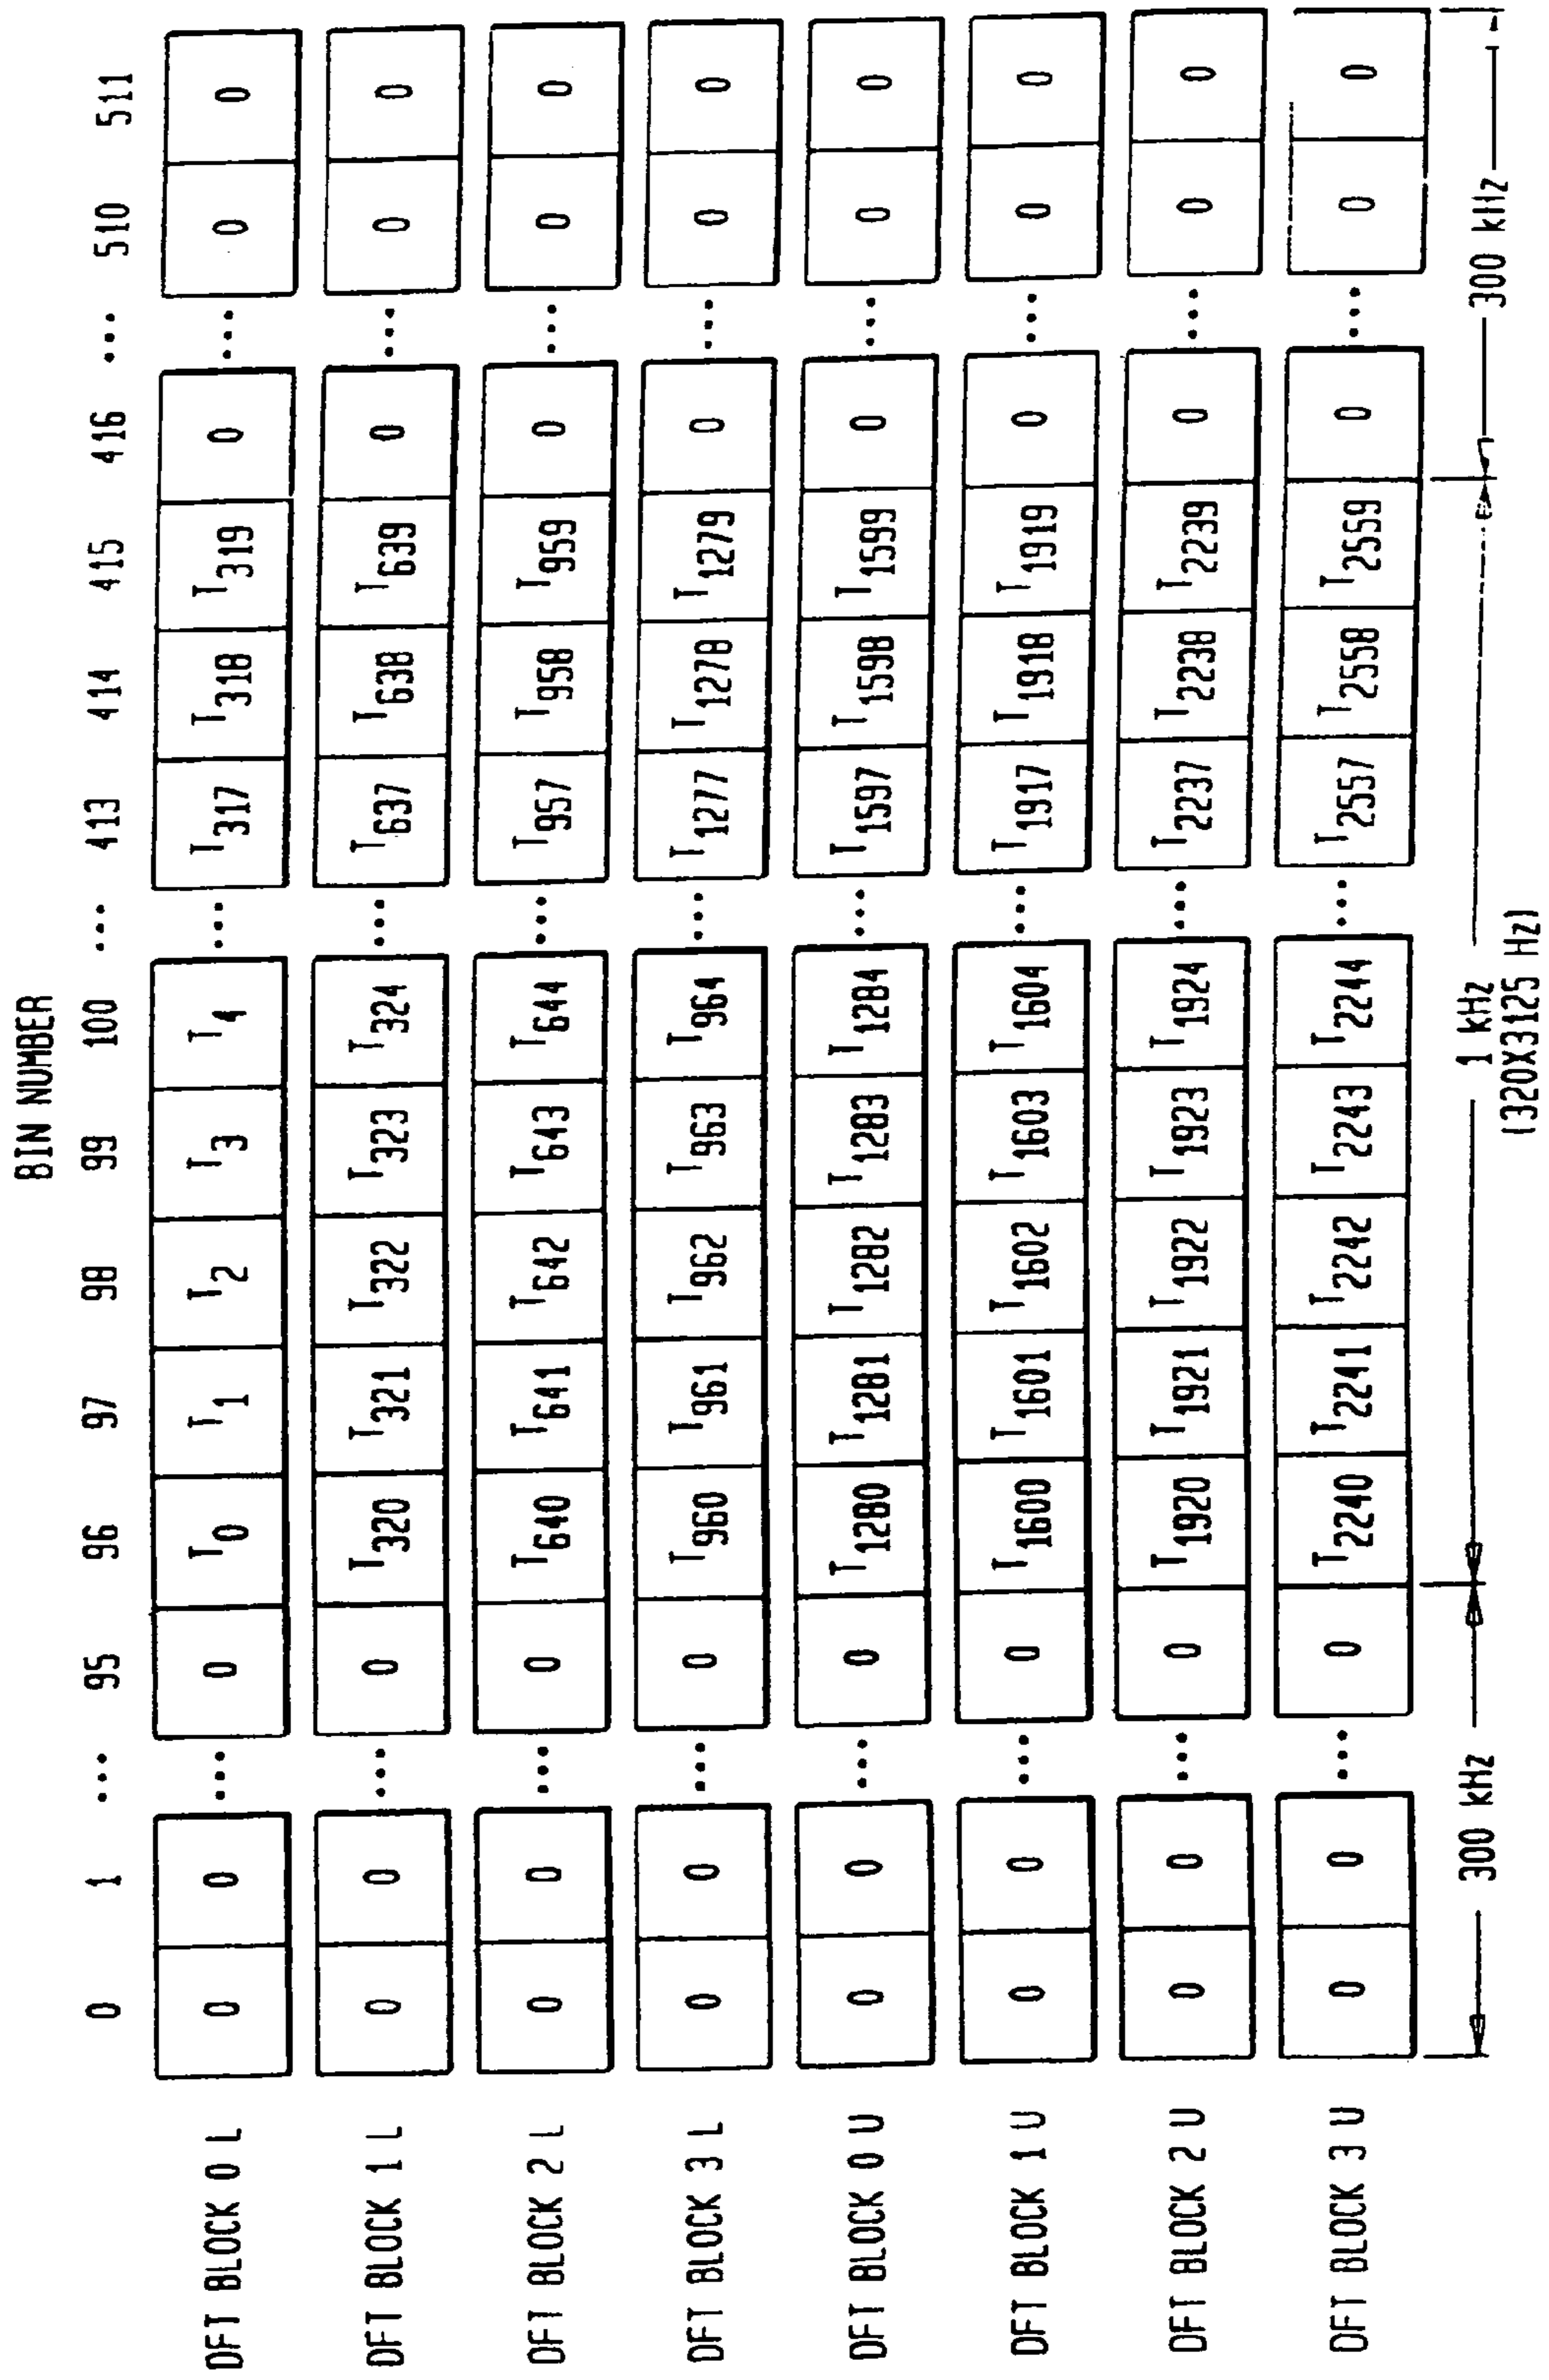 BIN NUMBER
0 1 ... 95 96 97 98 99 100 ... 413 414 415 416 ... 510 511
DFT BLOCK 0 L 0 0 ... 0 T0 T1 T2 T3 T4 ... T317 T318 T319 0 ... 0 0
DFT BLOCK 1 L 0 0 ... 0 T320 T321 T322 T323 T324 ... T637 T638 T639 0 ... 0 0
DFT BLOCK 2 L 0 0 ... 0 T640 T641 T642 T643 T644 ... T957 T958 T959 0 ... 0 0
DFT BLOCK 3 L 0 0 ... 0 T960 T961 T962 T963 T964 ... T1277 T1278 T1279 0 ... 0 0
DFT BLOCK 0 U 0 0 ... 0 T1280 T1281 T1282 T1283 T1284 ... T1597 T1598 T1599 0 ... 0 0
DFT BLOCK 1 U 0 0 ... 0 T1600 T1601 T1602 T1603 T1604 ... T1917 T1918 T1919 0 ... 0 0
DFT BLOCK 2 U 0 0 ... 0 T1920 T1921 T1922 T1923 T1924 ... T2237 T2238 T2239 0 ... 0 0
DFT BLOCK 3 U 0 0 ... 0 T2240 T2241 T2242 T2243 T2244 ... T2557 T2558 T2559 0 ... 0 0
300 kHz 1 kHz 300 kHz
(320X3125 Hz)